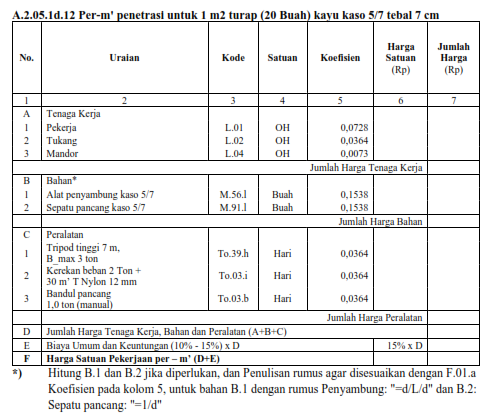 A.2.05.1d.12 Per-m' penetrasi untuk 1 m2 turap (20 Buah) kayu kaso 5/7 tebal 7 cm
No. Uraian Kode Satuan Koefisien Harga Satuan (Rp) Jumlah Harga (Rp)
1 2 3 4 5 6 7
A Tenaga Kerja
1 Pekerja L.01 OH 0,0728
2 Tukang L.02 OH 0,0364
3 Mandor L.04 OH 0,0073
Jumlah Harga Tenaga Kerja
B Bahan*
1 Alat penyambung kaso 5/7 M.56.l Buah 0,1538
2 Sepatu pancang kaso 5/7 M.91.l Buah 0,1538
Jumlah Harga Bahan
C Peralatan
1 Tripod tinggi 7 m, B_max 3 ton To.39.h Hari 0,0364
2 Kerekan beban 2 Ton + 30 m’ T Nylon 12 mm To.03.i Hari 0,0364
3 Bandul pancang 1,0 ton (manual) To.03.b Hari 0,0364
Jumlah Harga Peralatan
D Jumlah Harga Tenaga Kerja, Bahan dan Peralatan (A+B+C)
E Biaya Umum dan Keuntungan (10% - 15%) x D 15% x D
F Harga Satuan Pekerjaan per – m’ (D+E)
*) Hitung B.1 dan B.2 jika diperlukan, dan Penulisan rumus agar disesuaikan dengan F.01.a
Koefisien pada kolom 5, untuk bahan B.1 dengan rumus Penyambung: "=d/L/d" dan B.2:
Sepatu pancang: "=1/d"